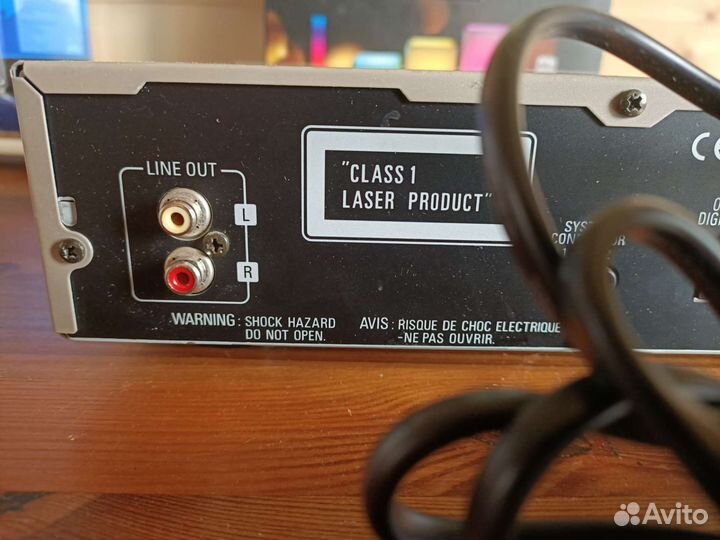 LINE OUT
L
R
"CLASS 1
LASER PRODUCT"
CE
WARNING : SHOCK HAZARD
DO NOT OPEN.
AVIS : RISQUE DE CHOC ELECTRIQUE
-NE PAS OUVRIR.
Avito